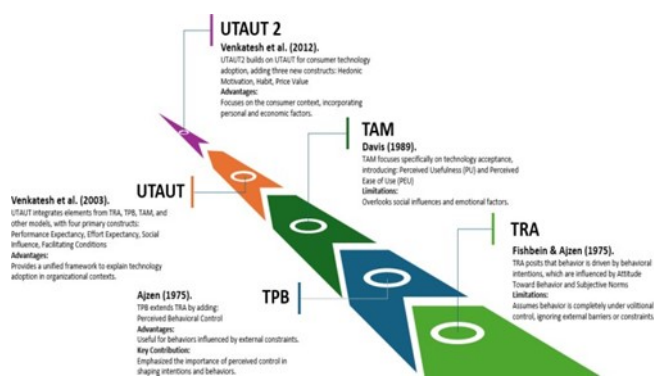 UTAUT 2
Venkatesh et al. (2012).
UTAUT2 builds on UTAUT for consumer technology
adoption, adding three new constructs: Hedonic
Motivation, Habit, Price Value
Advantages:
Focuses on the consumer context, incorporating
personal and economic factors.
TAM
Davis (1989).
TAM focuses specifically on technology acceptance,
introducing: Perceived Usefulness (PU) and Perceived
Ease of Use (PEU)
Limitations:
Overlooks social influences and emotional factors.
UTAUT
Venkatesh et al. (2003).
UTAUT integrates elements from TRA, TPB, TAM, and
other models, with four primary constructs:
Performance Expectancy, Effort Expectancy, Social
Influence, Facilitating Conditions
Advantages:
Provides a unified framework to explain technology
adoption in organizational contexts.
TRA
Fishbein & Ajzen (1975).
TRA posits that behavior is driven by behavioral
intentions, which are influenced by Attitude
Toward Behavior and Subjective Norms
Limitations:
Assumes behavior is completely under volitional
control, ignoring external barriers or constraints.
TPB
Ajzen (1975).
TPB extends TRA by adding:
Perceived Behavioral Control
Advantages:
Useful for behaviors influenced by external constraints.
Key Contribution:
Emphasized the importance of perceived control in
shaping intentions and behaviors.